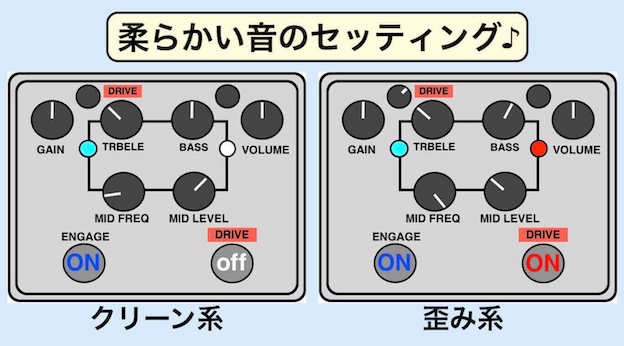 柔らかい音のセッティング♪
DRIVE
GAIN
TRBELE
BASS
VOLUME
MID FREQ
MID LEVEL
ENGAGE
DRIVE
ON
off
クリーン系
DRIVE
GAIN
TRBELE
BASS
VOLUME
MID FREQ
MID LEVEL
ENGAGE
DRIVE
ON
ON
歪み系